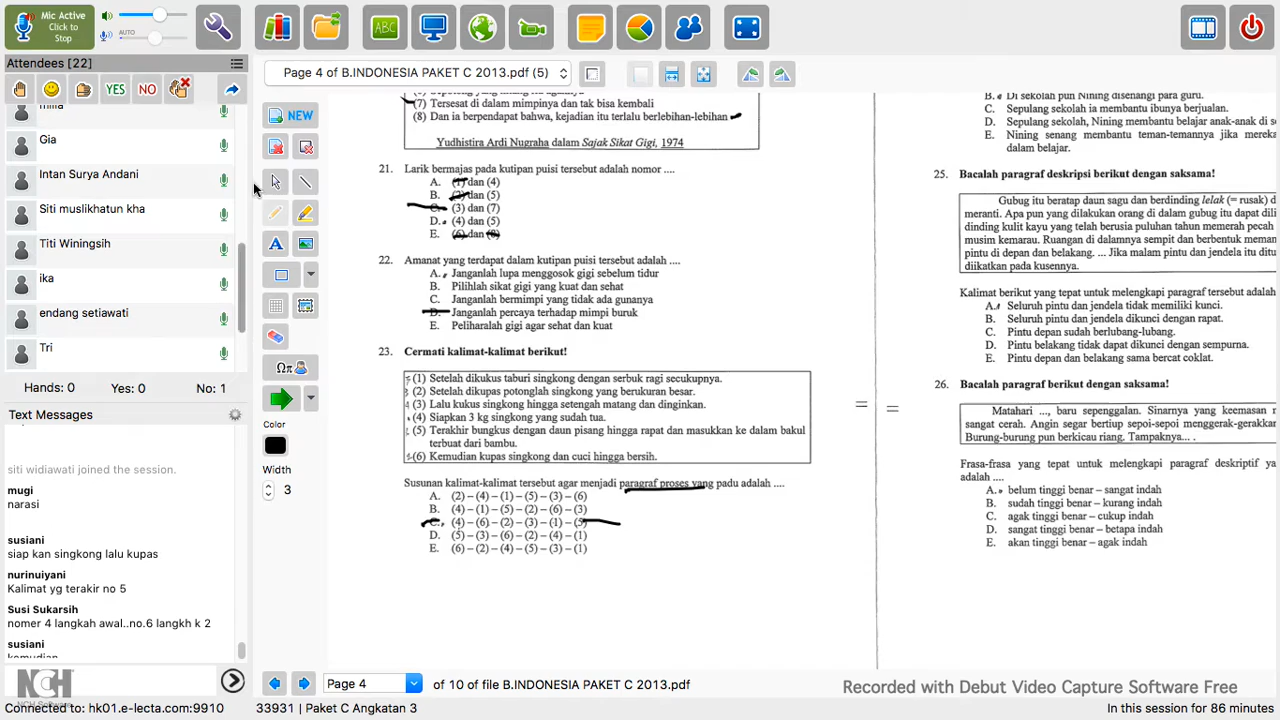 Mic Active
Click to
Stop
AUTO
ABC
Attendees [22]
YES
NO
Gia
Intan Surya Andani
Siti muslikhatun kha
Titi Winingsih
ika
endang setiawati
Tri
Hands: 0 Yes: 0 No: 1
Text Messages
siti widiawati joined the session.
mugi
narasi
susiani
siap kan singkong lalu kupas
nurinuiyani
Kalimat yg terakir no 5
Susi Sukarsih
nomer 4 langkah awal..no.6 langkh k 2
susiani
kemudian
NCH
NCH Software
Connected to: hk01.e-lecta.com:9910
Page 4 of B.INDONESIA PAKET C 2013.pdf (5)
NEW
Color
Width
3
(7) Tersesat di dalam mimpinya dan tak bisa kembali
(8) Dan ia berpendapat bahwa, kejadian itu terlalu berlebihan-lebihan
Yudhistira Ardi Nugraha dalam Sajak Sikat Gigi, 1974
21. Larik bermajas pada kutipan puisi tersebut adalah nomor ....
A. (1) dan (4)
B. (2) dan (5)
C. (3) dan (7)
D. (4) dan (5)
E. (6) dan (8)
22. Amanat yang terdapat dalam kutipan puisi tersebut adalah ....
A. Janganlah lupa menggosok gigi sebelum tidur
B. Pilihlah sikat gigi yang kuat dan sehat
C. Janganlah bermimpi yang tidak ada gunanya
D. Janganlah percaya terhadap mimpi buruk
E. Peliharalah gigi agar sehat dan kuat
23. Cermati kalimat-kalimat berikut!
(1) Setelah dikukus taburi singkong dengan serbuk ragi secukupnya.
(2) Setelah dikupas potonglah singkong yang berukuran besar.
(3) Lalu kukus singkong hingga setengah matang dan dinginkan.
(4) Siapkan 3 kg singkong yang sudah tua.
(5) Terakhir bungkus dengan daun pisang hingga rapat dan masukkan ke dalam bakul
terbuat dari bambu.
(6) Kemudian kupas singkong dan cuci hingga bersih.
Susunan kalimat-kalimat tersebut agar menjadi paragraf proses yang padu adalah ....
A. (2) – (4) – (1) – (5) – (3) – (6)
B. (4) – (1) – (5) – (2) – (6) – (3)
C. (4) – (6) – (2) – (3) – (1) – (5)
D. (5) – (3) – (6) – (2) – (4) – (1)
E. (6) – (2) – (4) – (5) – (3) – (1)
= =
B. Di sekolah pun Nining disenangi para guru.
C. Sepulang sekolah ia membantu ibunya berjualan.
D. Sepulang sekolah, Nining membantu belajar anak-anak di s
E. Nining senang membantu teman-temannya jika mereka
dalam belajar.
25. Bacalah paragraf deskripsi berikut dengan saksama!
Gubug itu beratap daun sagu dan berdinding lelak (= rusak) d
meranti. Apa pun yang dilakukan orang di dalam gubug itu dapat dili
dinding kulit kayu yang telah berusia puluhan tahun memerah pecah
musim kemarau. Ruangan di dalamnya sempit dan berbentuk meman
pintu di depan dan belakang. ... Jika malam pintu dan jendela itu ditu
diikatkan pada kusennya.
Kalimat berikut yang tepat untuk melengkapi paragraf tersebut adalah
A. Seluruh pintu dan jendela tidak memiliki kunci.
B. Seluruh pintu dan jendela dikunci dengan rapat.
C. Pintu depan sudah berlubang-lubang.
D. Pintu belakang tidak dapat dikunci dengan sempurna.
E. Pintu depan dan belakang sama bercat coklat.
26. Bacalah paragraf berikut dengan saksama!
Matahari ..., baru sepenggalan. Sinarnya yang keemasan m
sangat cerah. Angin segar bertiup sepoi-sepoi menggerak-gerakkan
Burung-burung pun berkicau riang. Tampaknya... .
Frasa-frasa yang tepat untuk melengkapi paragraf deskriptif y
adalah ....
A. belum tinggi benar – sangat indah
B. sudah tinggi benar – kurang indah
C. agak tinggi benar – cukup indah
D. sangat tinggi benar – betapa indah
E. akan tinggi benar – agak indah
Page 4 of 10 of file B.INDONESIA PAKET C 2013.pdf
Recorded with Debut Video Capture Software Free
33931 | Paket C Angkatan 3
In this session for 86 minutes